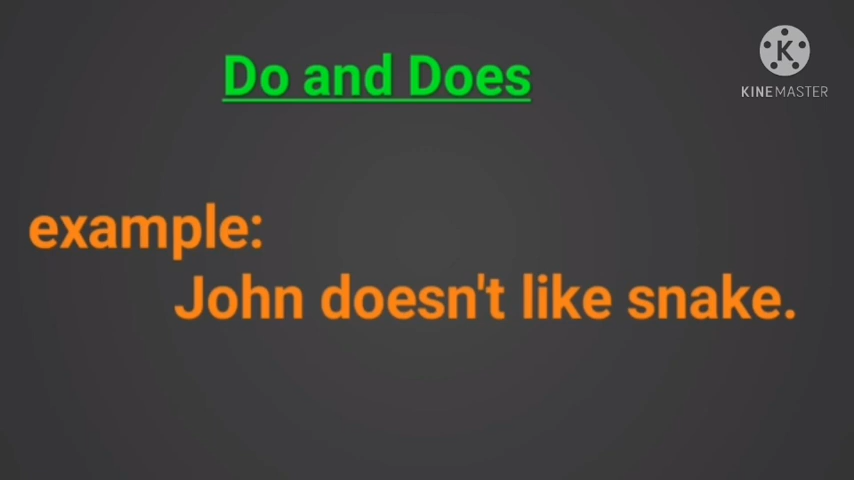 Do and Does
K
KINEMASTER
example:
John doesn't like snake.